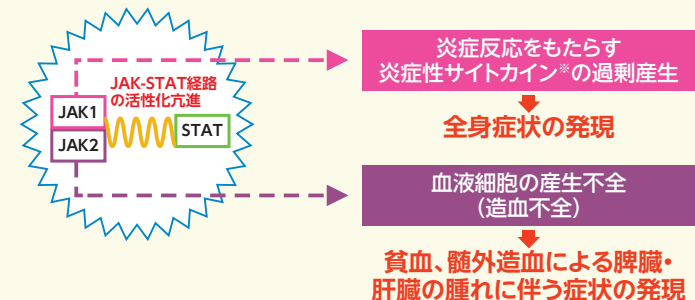 JAK-STAT経路
の活性化亢進
JAK1
JAK2
STAT
炎症反応をもたらす
炎症性サイトカイン※の過剰産生
全身症状の発現
血液細胞の産生不全
(造血不全)
貧血、髄外造血による脾臓・
肝臓の腫れに伴う症状の発現